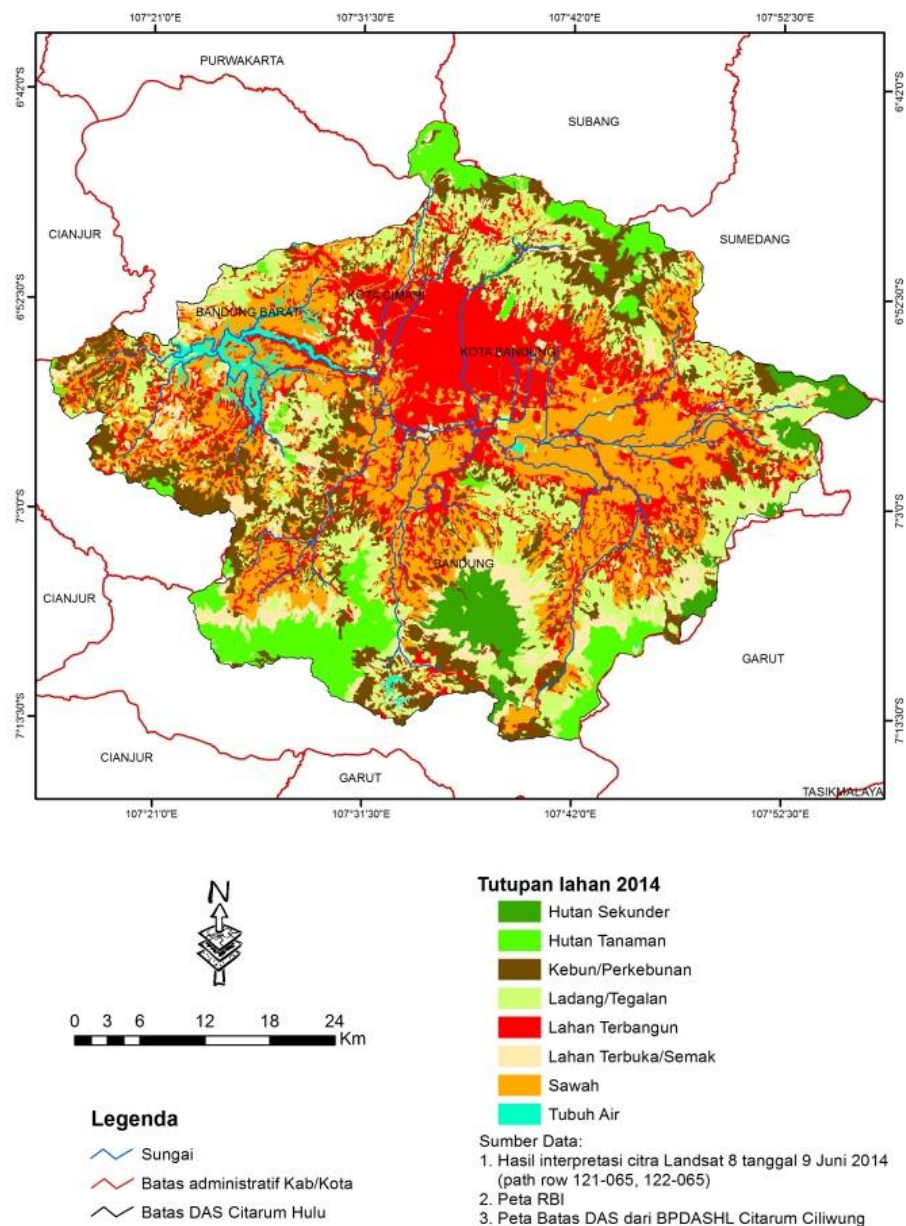 107°21'0"E 107°31'30"E 107°42'0"E 107°52'30"E
PURWAKARTA
6°42'0"S 6°42'0"S
SUBANG
CIANJUR
SUMEDANG
6°52'30"S 6°52'30"S
KOTA CIMAHI
BANDUNG BARAT
KOTA BANDUNG
7°3'0"S 7°3'0"S
BANDUNG
CIANJUR
GARUT
7°13'30"S 7°13'30"S
CIANJUR
GARUT
TASIKMALAYA
107°21'0"E 107°31'30"E 107°42'0"E 107°52'30"E
N
0 3 6 12 18 24
Km
Legenda
Sungai
Batas administratif Kab/Kota
Batas DAS Citarum Hulu
Tutupan lahan 2014
Hutan Sekunder
Hutan Tanaman
Kebun/Perkebunan
Ladang/Tegalan
Lahan Terbangun
Lahan Terbuka/Semak
Sawah
Tubuh Air
Sumber Data:
1. Hasil interpretasi citra Landsat 8 tanggal 9 Juni 2014
(path row 121-065, 122-065)
2. Peta RBI
3. Peta Batas DAS dari BPDASHL Citarum Ciliwung